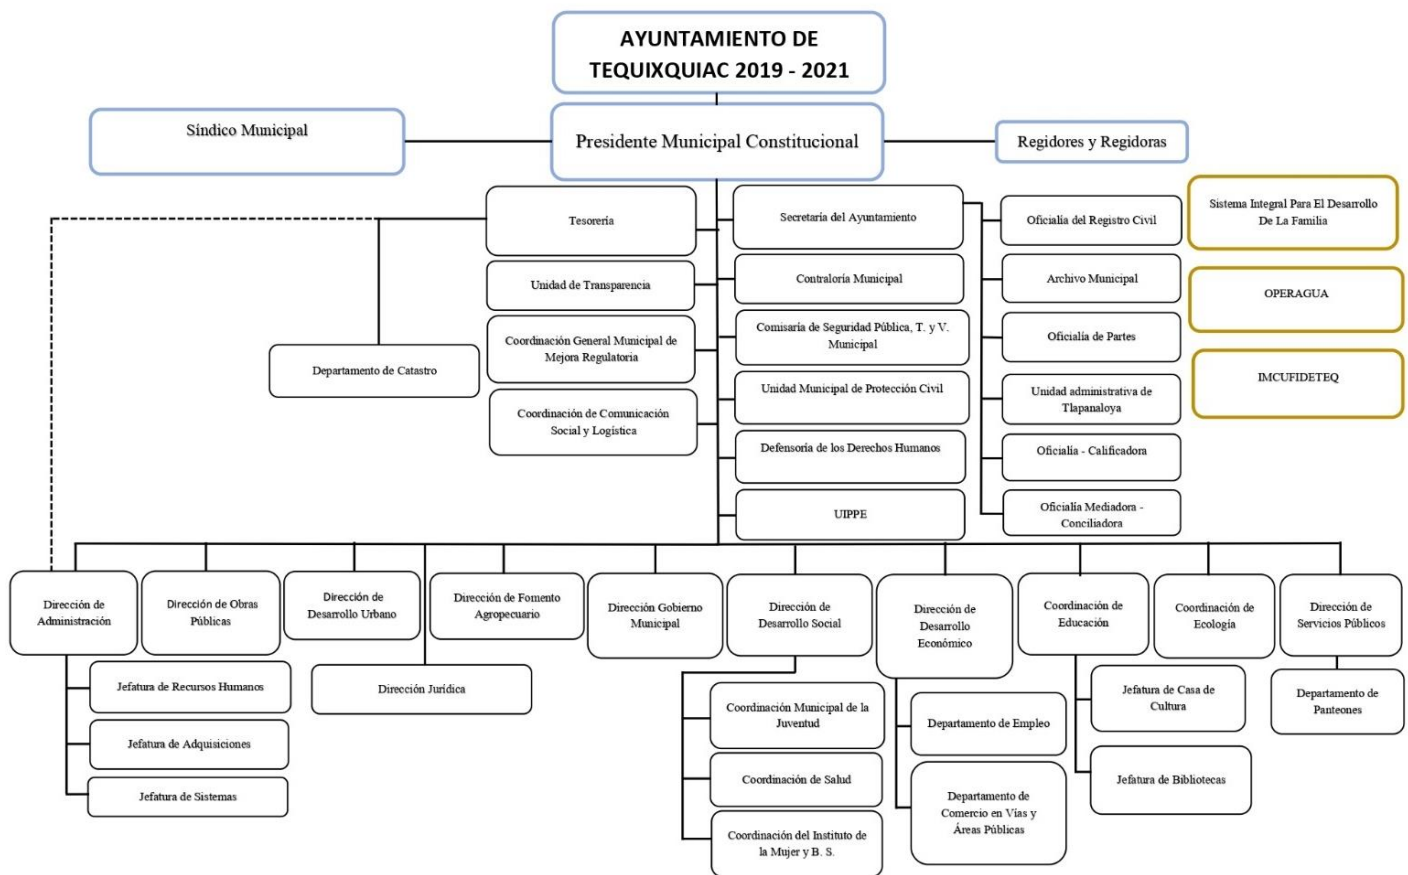 AYUNTAMIENTO DE
TEQUIXQUIAC 2019 - 2021
Síndico Municipal
Presidente Municipal Constitucional
Regidores y Regidoras
Tesorería
Secretaría del Ayuntamiento
Oficialía del Registro Civil
Sistema Integral Para El Desarrollo
De La Familia
Unidad de Transparencia
Contraloría Municipal
Archivo Municipal
OPERAGUA
Coordinación General Municipal de
Mejora Regulatoria
Comisaría de Seguridad Pública, T. y V.
Municipal
Oficialía de Partes
Departamento de Catastro
IMCUFIDETEQ
Coordinación de Comunicación
Social y Logística
Unidad Municipal de Protección Civil
Unidad administrativa de
Tlapanaloya
Defensoría de los Derechos Humanos
Oficialía - Calificadora
UIPPE
Oficialía Mediadora -
Conciliadora
Dirección de
Administración
Dirección de Obras
Públicas
Dirección de
Desarrollo Urbano
Dirección de Fomento
Agropecuario
Dirección Gobierno
Municipal
Dirección de
Desarrollo Social
Dirección de
Desarrollo
Económico
Coordinación de
Educación
Coordinación de
Ecología
Dirección de
Servicios Públicos
Jefatura de Recursos Humanos
Dirección Jurídica
Coordinación Municipal de la
Juventud
Departamento de Empleo
Jefatura de Casa de
Cultura
Departamento de
Panteones
Jefatura de Adquisiciones
Coordinación de Salud
Jefatura de Bibliotecas
Jefatura de Sistemas
Departamento de
Comercio en Vías y
Áreas Públicas
Coordinación del Instituto de
la Mujer y B. S.